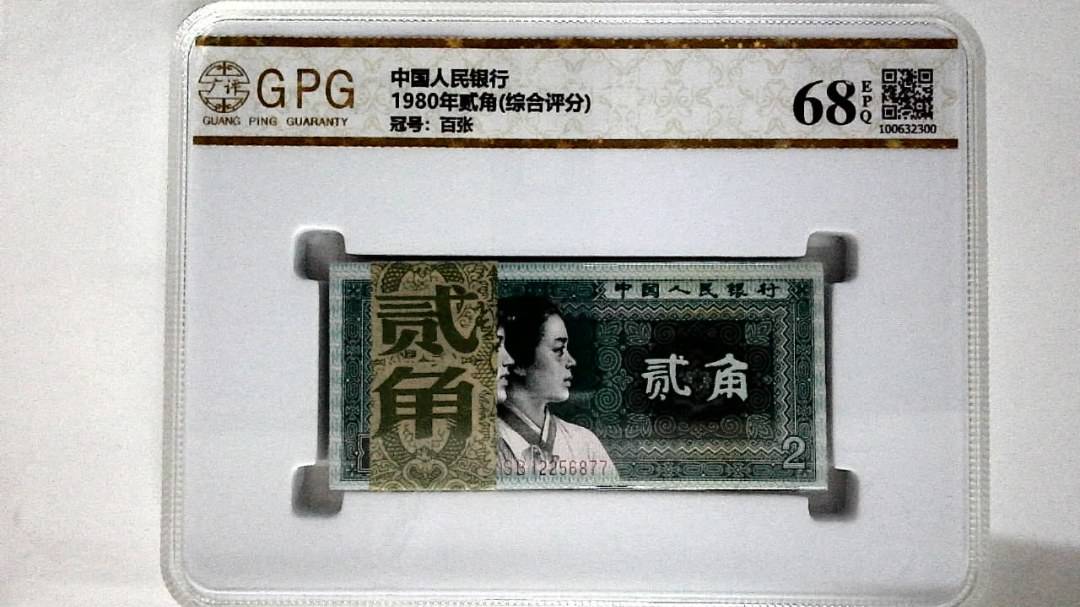 广评
GPG
GUANG PING GUARANTY
中国人民银行
1980年贰角(综合评分)
冠号：百张
68
EPQ
100632300
贰角
中国人民银行
贰角
2256877
2